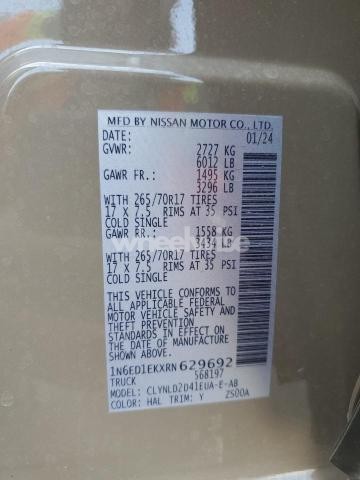 MFD BY NISSAN MOTOR CO., LTD.
DATE: 01/24
GVWR: 2727 KG
6012 LB
GAWR FR.: 1495 KG
3296 LB
WITH 265/70R17 TIRES
17 X 7.5 RIMS AT 35 PSI
COLD SINGLE
GAWR RR.: 1558 KG
3434 LB
WITH 265/70R17 TIRES
17 X 7.5 RIMS AT 35 PSI
COLD SINGLE
THIS VEHICLE CONFORMS TO
ALL APPLICABLE FEDERAL
MOTOR VEHICLE SAFETY AND
THEFT PREVENTION
STANDARDS IN EFFECT ON
THE DATE OF MANUFACTURE
SHOWN ABOVE.
1N6ED1EKXRN629692
TRUCK 568197
MODEL: CLYNLDZD41EUA-E-AB
COLOR: HAL TRIM: Y 2500A